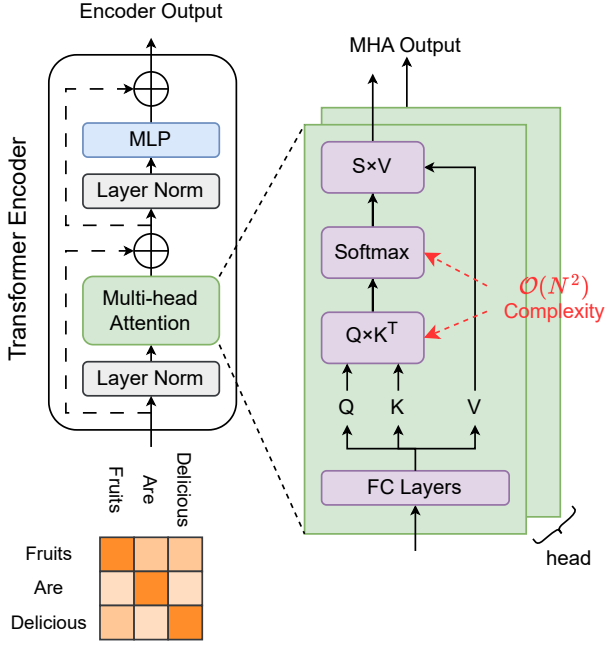 Encoder Output
Transformer Encoder
MLP
Layer Norm
Multi-head
Attention
Layer Norm
Fruits
Are
Delicious
Fruits
Are
Delicious
MHA Output
S×V
Softmax
Q×K^T
𝒪(N²)
Complexity
Q
K
V
FC Layers
head